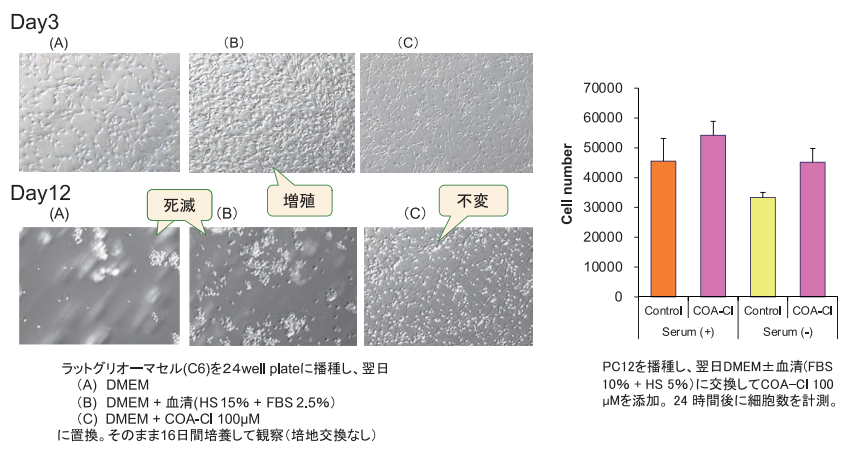 Day3
(A)
(B)
(C)
増殖
Day12
(A)
死滅
(B)
(C)
不変
ラットグリオーマセル(C6)を24well plateに播種し、翌日
(A) DMEM
(B) DMEM + 血清(HS 15% + FBS 2.5%)
(C) DMEM + COA-Cl 100μM
に置換。そのまま16日間培養して観察(培地交換なし)
Cell number
70000
60000
50000
40000
30000
20000
10000
0
Control
COA-Cl
Control
COA-Cl
Serum (+)
Serum (-)
PC12を播種し、翌日DMEM±血清(FBS
10% + HS 5%)に交換してCOA-Cl 100
μMを添加。24 時間後に細胞数を計測。